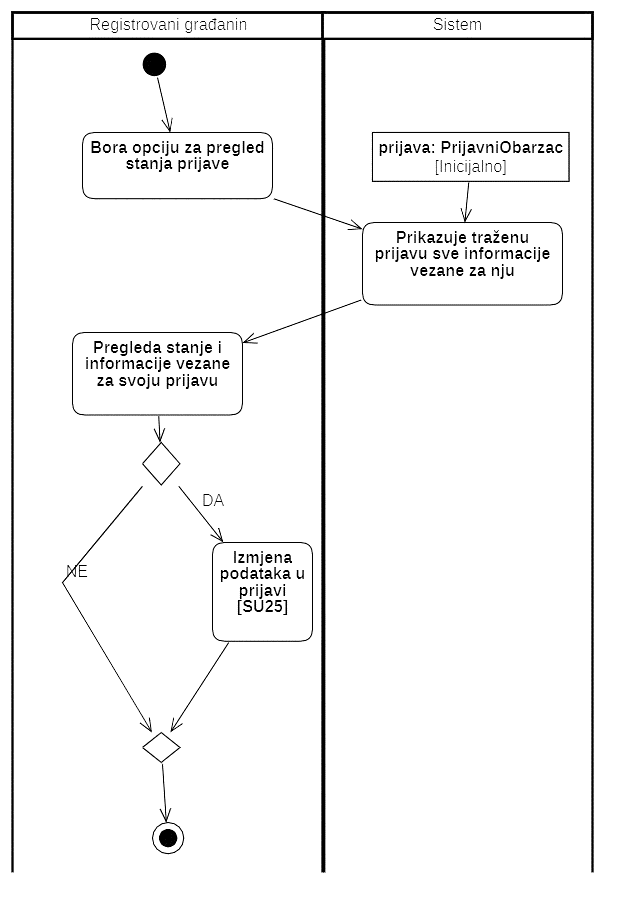 Registrovani građanin
Sistem
Bora opciju za pregled
stanja prijave
prijava: PrijavniObarzac
[Inicijalno]
Prikazuje traženu
prijavu sve informacije
vezane za nju
Pregleda stanje i
informacije vezane
za svoju prijavu
DA
NE
Izmjena
podataka u
prijavi
[SU25]